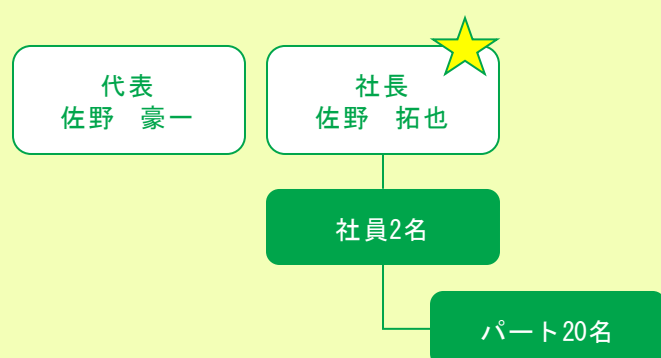 代表
佐野　豪一
社長
佐野　拓也
社員2名
パート20名